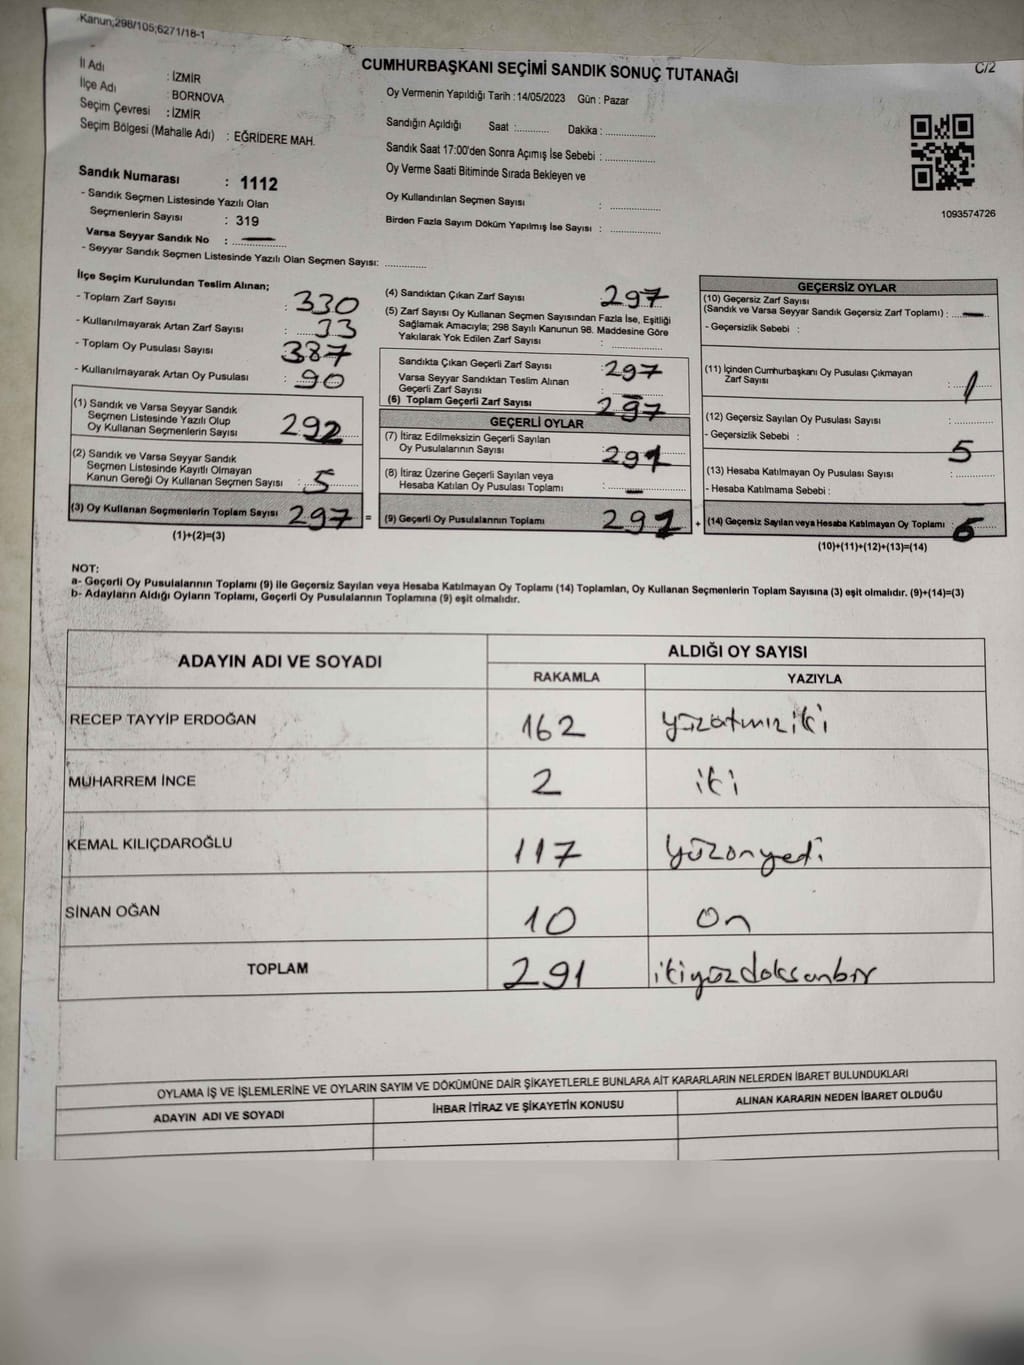 Kanun;298/105;6271/18-1
C/2
CUMHURBAŞKANI SEÇİMİ SANDIK SONUÇ TUTANAĞI
İl Adı : İZMİR
İlçe Adı : BORNOVA
Seçim Çevresi : İZMİR
Seçim Bölgesi (Mahalle Adı) : EĞRİDERE MAH.
Oy Vermenin Yapıldığı Tarih : 14/05/2023 Gün : Pazar
Sandığın Açıldığı Saat :........... Dakika : ..................
Sandık Saat 17:00'den Sonra Açımış İse Sebebi : ..................
Oy Verme Saati Bitiminde Sırada Bekleyen ve
Oy Kullandırılan Seçmen Sayısı : ..................
Birden Fazla Sayım Döküm Yapılmış İse Sayısı : ..................
1093574726
Sandık Numarası : 1112
- Sandık Seçmen Listesinde Yazılı Olan
Seçmenlerin Sayısı : 319
Varsa Seyyar Sandık No : —
- Seyyar Sandık Seçmen Listesinde Yazılı Olan Seçmen Sayısı: ..............
İlçe Seçim Kurulundan Teslim Alınan;
- Toplam Zarf Sayısı : 330
- Kullanılmayarak Artan Zarf Sayısı : 33
- Toplam Oy Pusulası Sayısı : 387
- Kullanılmayarak Artan Oy Pusulası : 90
(1) Sandık ve Varsa Seyyar Sandık
Seçmen Listesinde Yazılı Olup
Oy Kullanan Seçmenlerin Sayısı : 292
(2) Sandık ve Varsa Seyyar Sandık
Seçmen Listesinde Kayıtlı Olmayan
Kanun Gereği Oy Kullanan Seçmen Sayısı : 5
(3) Oy Kullanan Seçmenlerin Toplam Sayısı 297 =
(1)+(2)=(3)
(4) Sandıktan Çıkan Zarf Sayısı : 297
(5) Zarf Sayısı Oy Kullanan Seçmen Sayısından Fazla İse, Eşitliği
Sağlamak Amacıyla; 298 Sayılı Kanunun 98. Maddesine Göre
Yakılarak Yok Edilen Zarf Sayısı : ..................
Sandıkta Çıkan Geçerli Zarf Sayısı : 297
Varsa Seyyar Sandıktan Teslim Alınan
Geçerli Zarf Sayısı : —
(6) Toplam Geçerli Zarf Sayısı : 297
GEÇERLİ OYLAR
(7) İtiraz Edilmeksizin Geçerli Sayılan
Oy Pusulalarının Sayısı : 291
(8) İtiraz Üzerine Geçerli Sayılan veya
Hesaba Katılan Oy Pusulası Toplamı : —
(9) Geçerli Oy Pusulalarının Toplamı 291 +
GEÇERSİZ OYLAR
(10) Geçersiz Zarf Sayısı
(Sandık ve Varsa Seyyar Sandık Geçersiz Zarf Toplamı) : —
- Geçersizlik Sebebi :
(11) İçinden Cumhurbaşkanı Oy Pusulası Çıkmayan
Zarf Sayısı : 1
(12) Geçersiz Sayılan Oy Pusulası Sayısı : ...........
- Geçersizlik Sebebi : 5
(13) Hesaba Katılmayan Oy Pusulası Sayısı : ...........
- Hesaba Katılmama Sebebi :
(14) Geçersiz Sayılan veya Hesaba Katılmayan Oy Toplamı : 6
(10)+(11)+(12)+(13)=(14)
NOT:
a- Geçerli Oy Pusulalarının Toplamı (9) ile Geçersiz Sayılan veya Hesaba Katılmayan Oy Toplamı (14) Toplamları, Oy Kullanan Seçmenlerin Toplam Sayısına (3) eşit olmalıdır. (9)+(14)=(3)
b- Adayların Aldığı Oyların Toplamı, Geçerli Oy Pusulalarının Toplamına (9) eşit olmalıdır.
ADAYIN ADI VE SOYADI ALDIĞI OY SAYISI
RAKAMLA YAZIYLA
RECEP TAYYİP ERDOĞAN 162 yüzatmışiki
MUHARREM İNCE 2 iki
KEMAL KILIÇDAROĞLU 117 yüzonyedi
SİNAN OĞAN 10 On
TOPLAM 291 ikiyüzdoksanbir
OYLAMA İŞ VE İŞLEMLERİNE VE OYLARIN SAYIM VE DÖKÜMÜNE DAİR ŞİKAYETLERLE BUNLARA AİT KARARLARIN NELERDEN İBARET BULUNDUKLARI
ADAYIN ADI VE SOYADI İHBAR İTİRAZ VE ŞİKAYETİN KONUSU ALINAN KARARIN NEDEN İBARET OLDUĞU